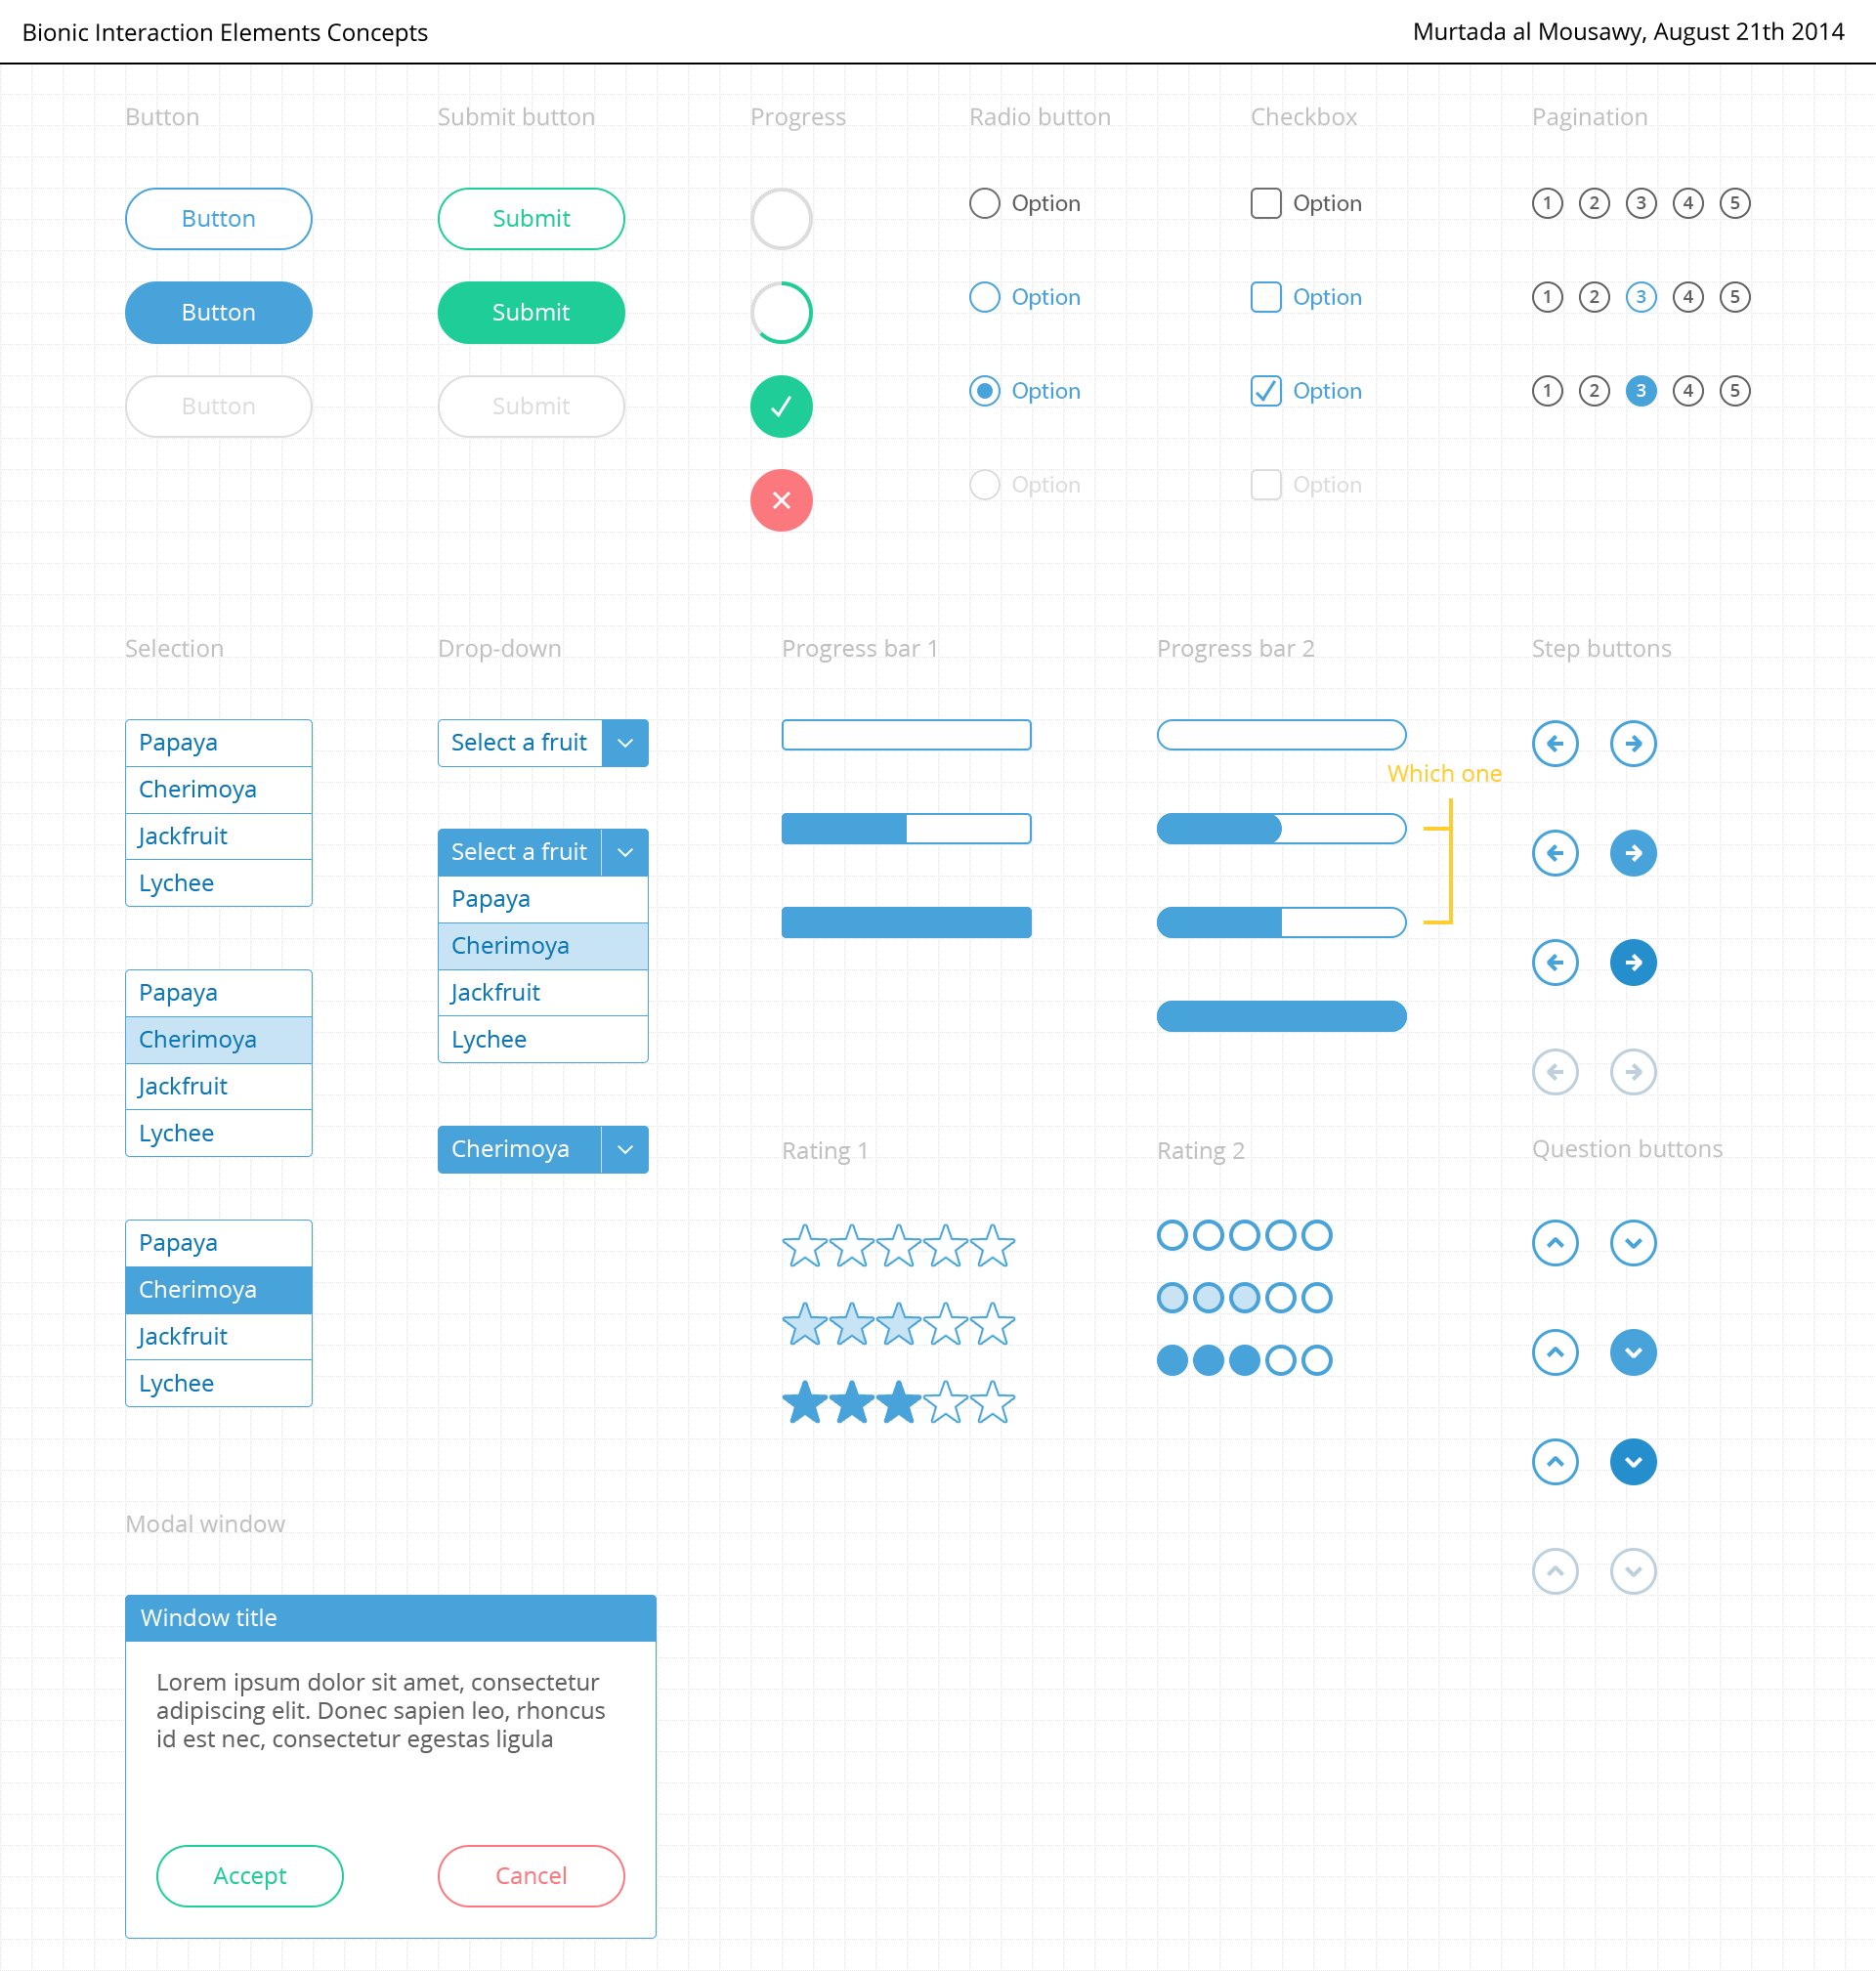 Bionic Interaction Elements Concepts
Murtada al Mousawy, August 21th 2014
Button
Submit button
Progress
Radio button
Checkbox
Pagination
Button
Submit
Option
Option
1 2 3 4 5
Button
Submit
Option
Option
1 2 3 4 5
Button
Submit
Option
Option
1 2 3 4 5
Option
Option
Selection
Drop-down
Progress bar 1
Progress bar 2
Step buttons
Papaya
Cherimoya
Jackfruit
Lychee
Papaya
Cherimoya
Jackfruit
Lychee
Papaya
Cherimoya
Jackfruit
Lychee
Select a fruit
Select a fruit
Papaya
Cherimoya
Jackfruit
Lychee
Cherimoya
Which one
Rating 1
Rating 2
Question buttons
Modal window
Window title
Lorem ipsum dolor sit amet, consectetur
adipiscing elit. Donec sapien leo, rhoncus
id est nec, consectetur egestas ligula
Accept
Cancel